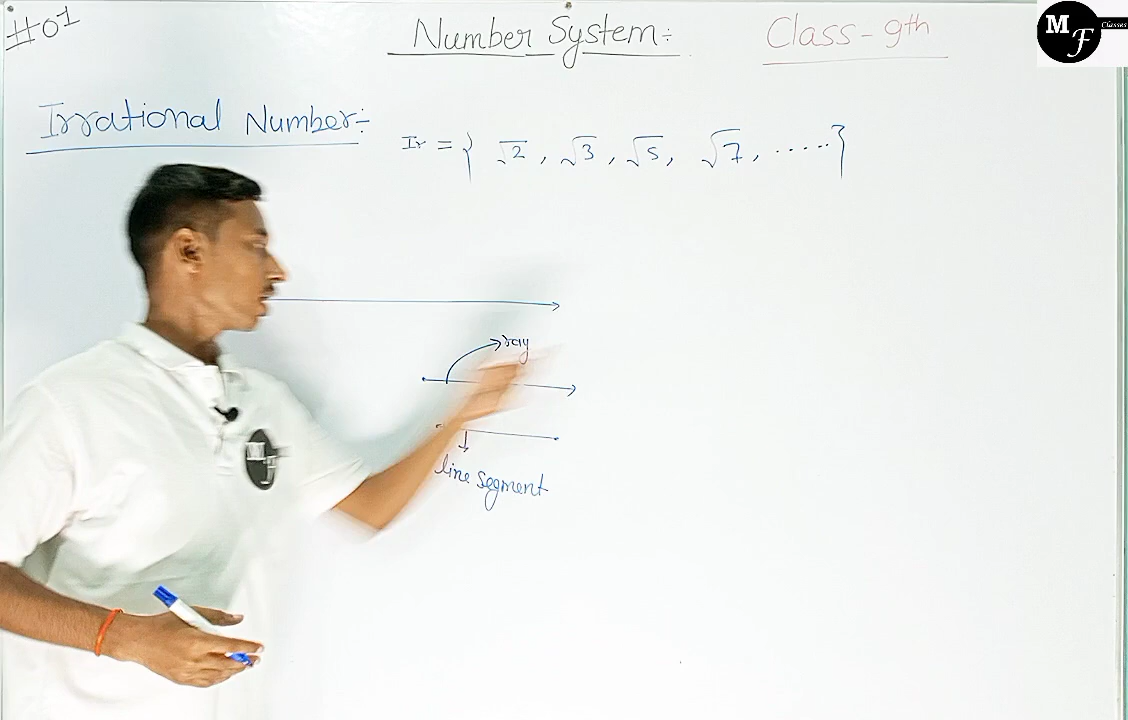 #01
Number System:-
Class - 9th
M F Classes
Irrational Number:-
Ir = { √2, √3, √5, √7, ..... }
ray
line segment
M F